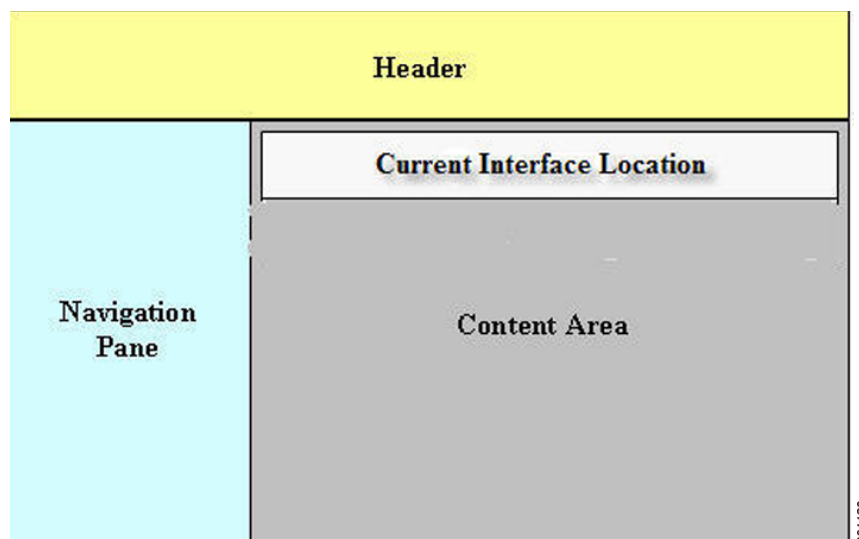 Header
Current Interface Location
Navigation
Pane
Content Area